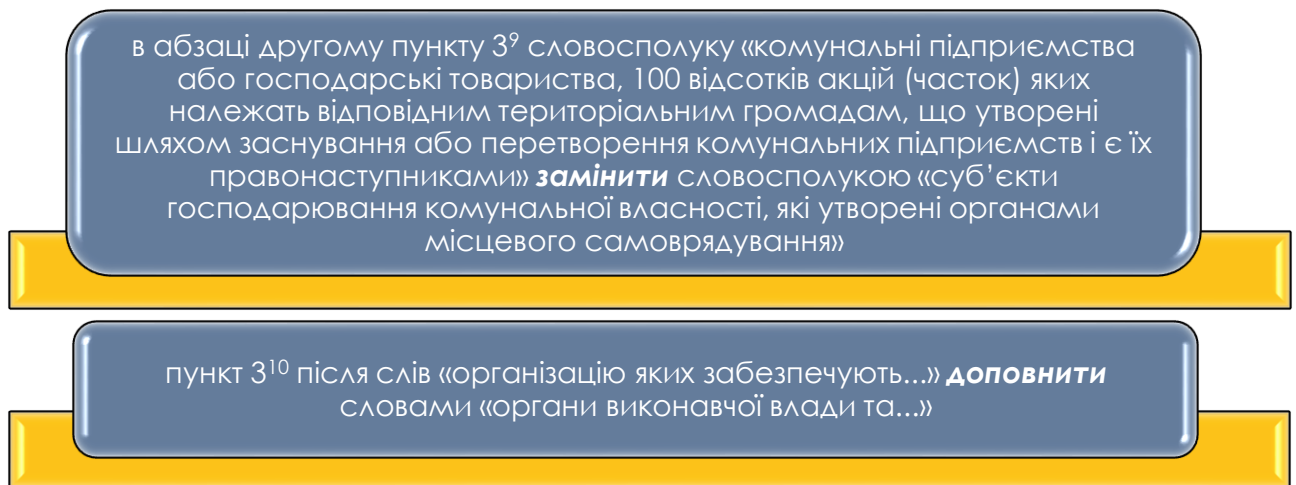 в абзаці другому пункту 3⁹ словосполуку «комунальні підприємства
або господарські товариства, 100 відсотків акцій (часток) яких
належать відповідним територіальним громадам, що утворені
шляхом заснування або перетворення комунальних підприємств і є їх
правонаступниками» замінити словосполукою «суб’єкти
господарювання комунальної власності, які утворені органами
місцевого самоврядування»
пункт 3¹⁰ після слів «організацію яких забезпечують...» доповнити
словами «органи виконавчої влади та...»